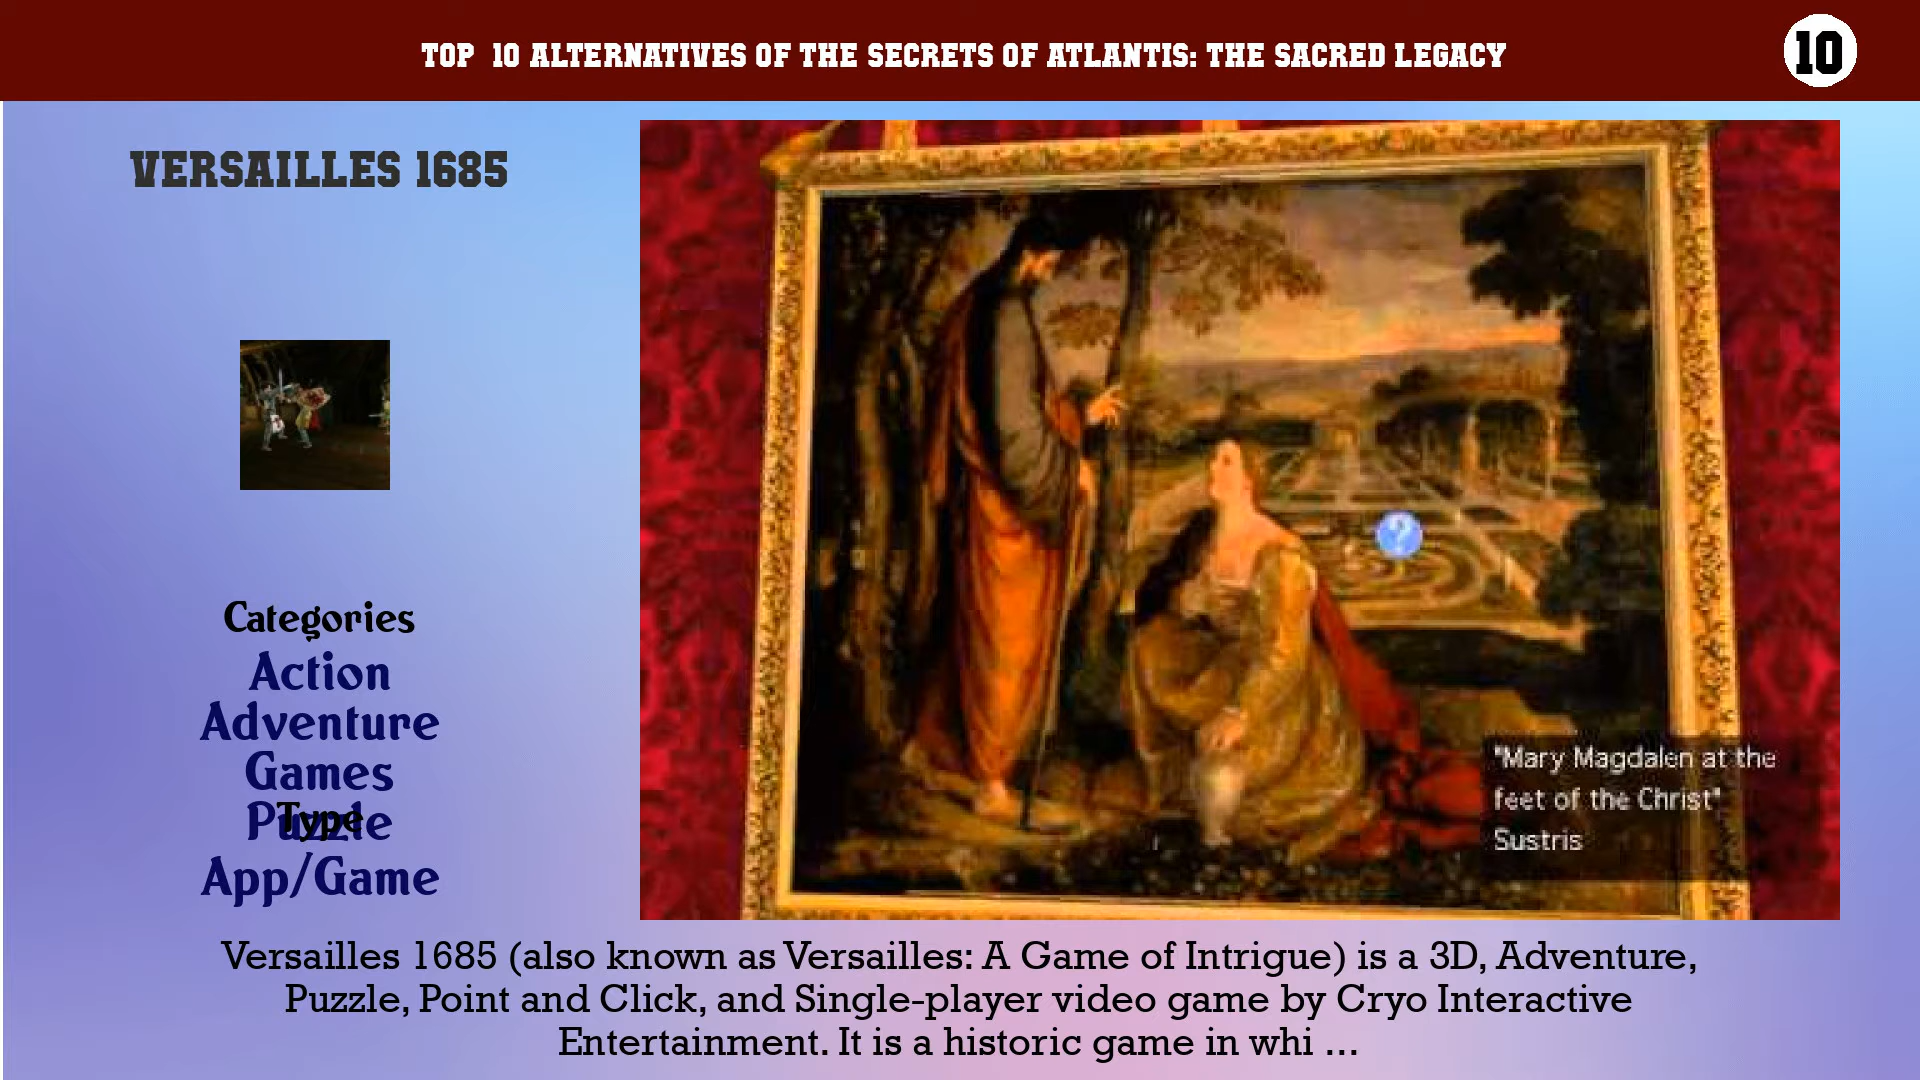 TOP 10 ALTERNATIVES OF THE SECRETS OF ATLANTIS: THE SACRED LEGACY
10
VERSAILLES 1685
Categories
Action
Adventure
Games
Puzzle
Type
App/Game
?
"Mary Magdalen at the
feet of the Christ"
Sustris
Versailles 1685 (also known as Versailles: A Game of Intrigue) is a 3D, Adventure,
Puzzle, Point and Click, and Single-player video game by Cryo Interactive
Entertainment. It is a historic game in whi ...